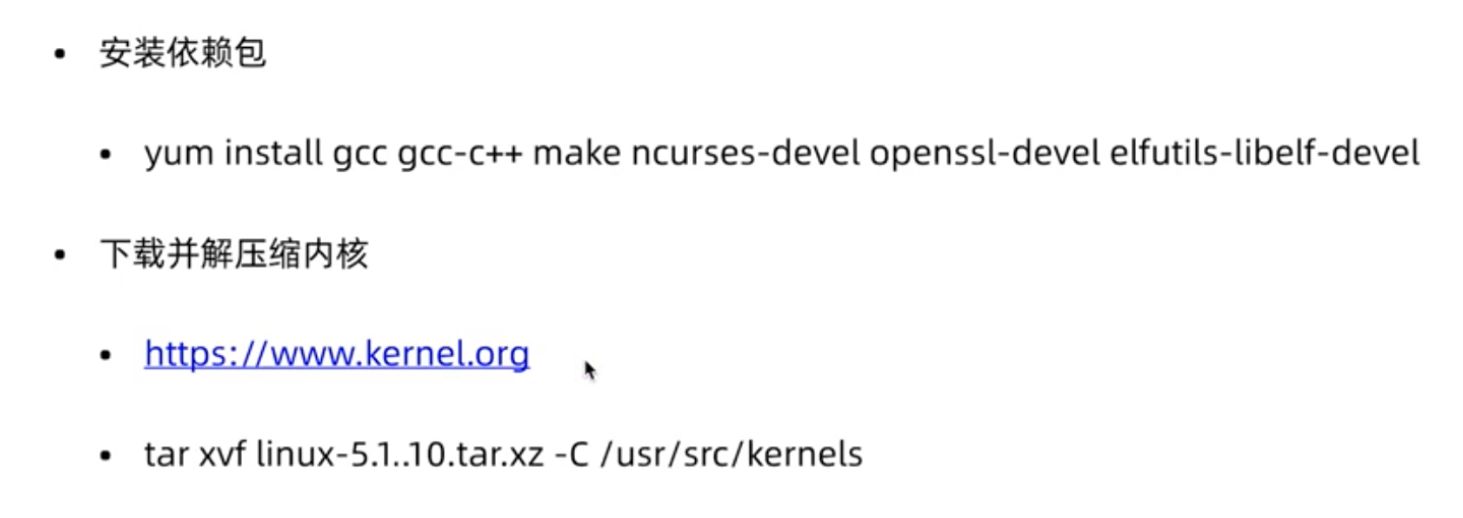 • 安装依赖包
• yum install gcc gcc-c++ make ncurses-devel openssl-devel elfutils-libelf-devel
• 下载并解压缩内核
• https://www.kernel.org
• tar xvf linux-5.1..10.tar.xz -C /usr/src/kernels